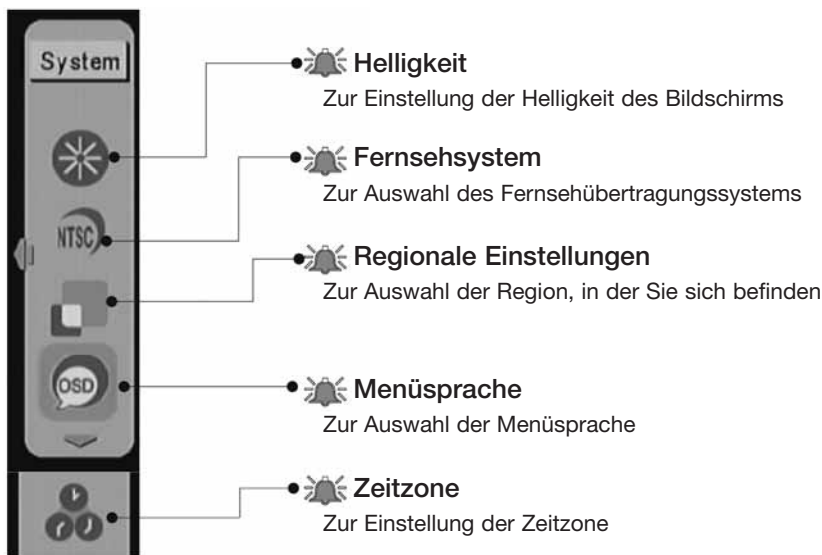 System
Helligkeit
Zur Einstellung der Helligkeit des Bildschirms
NTSC
Fernsehsystem
Zur Auswahl des Fernsehübertragungssystems
Regionale Einstellungen
Zur Auswahl der Region, in der Sie sich befinden
OSD
Menüsprache
Zur Auswahl der Menüsprache
Zeitzone
Zur Einstellung der Zeitzone